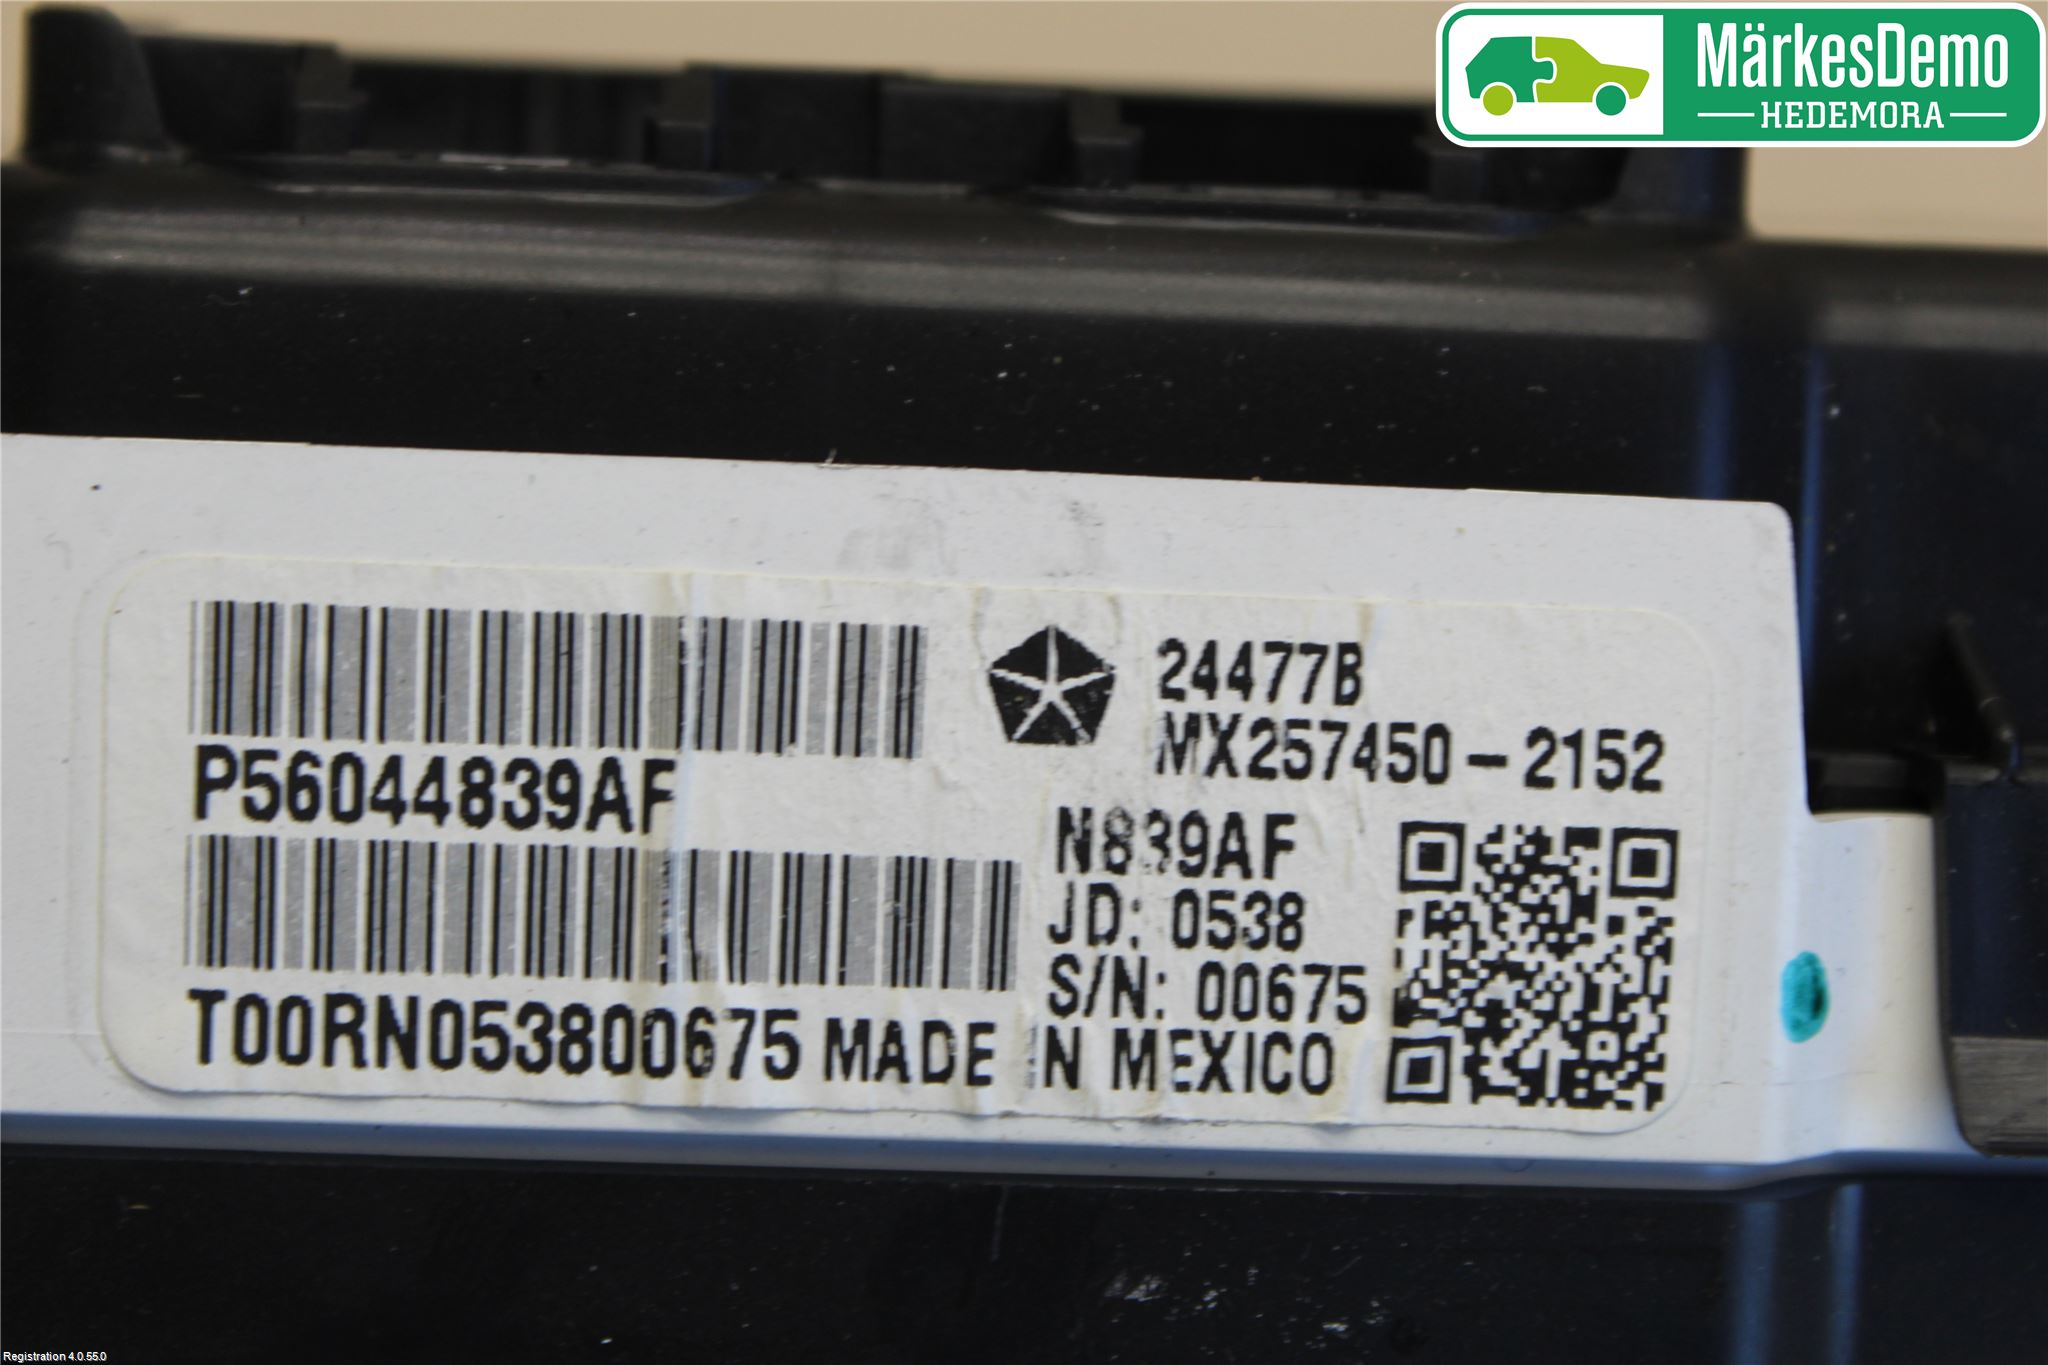 MärkesDemo
HEDEMORA
24477B
MX257450-2152
P56044839AF
N839AF
JD: 0538
S/N: 00675
T00RN053800675 MADE IN MEXICO
Registration 4.0.55.0